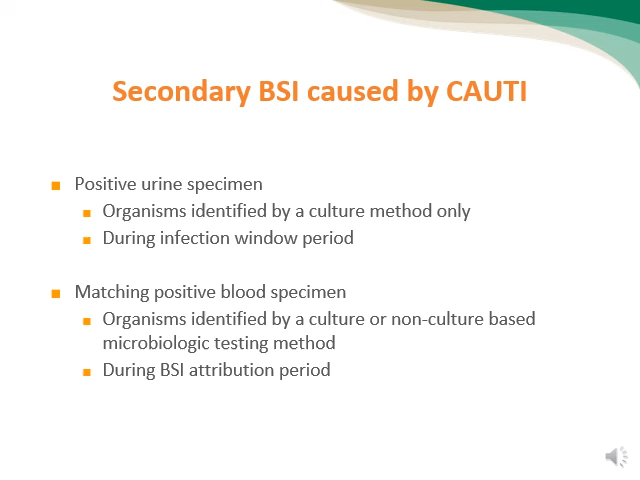 Secondary BSI caused by CAUTI
Positive urine specimen
Organisms identified by a culture method only
During infection window period
Matching positive blood specimen
Organisms identified by a culture or non-culture based
microbiologic testing method
During BSI attribution period